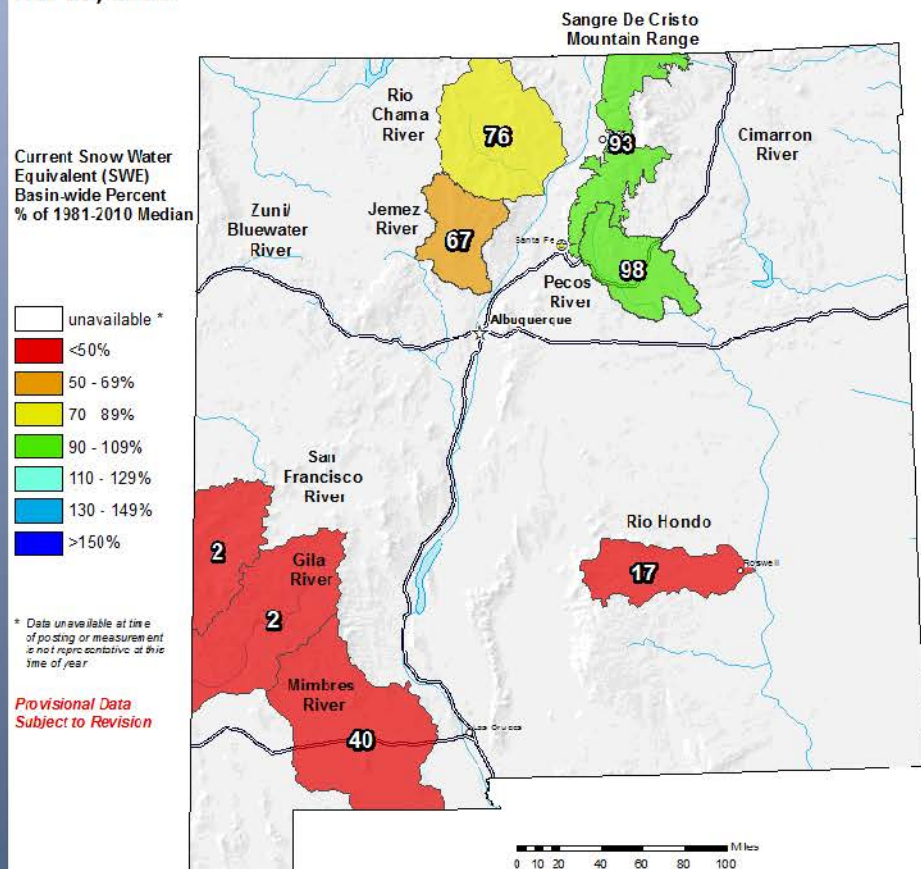 Sangre De Cristo
Mountain Range
Rio
Chama
River
76
93
Cimarron
River
Current Snow Water
Equivalent (SWE)
Basin-wide Percent
% of 1981-2010 Median
Zuni/
Bluewater
River
Jemez
River
67
Santa Fe
98
Pecos
River
Albuquerque
unavailable *
<50%
50 - 69%
70 89%
90 - 109%
110 - 129%
130 - 149%
>150%
San
Francisco
River
Rio Hondo
2
Gila
River
17
Roswell
2
* Data unavailable at time
of posting or measurement
is not representative at this
time of year
Mimbres
River
Provisional Data
Subject to Revision
40
Las Cruces
Miles
0 10 20 40 60 80 100